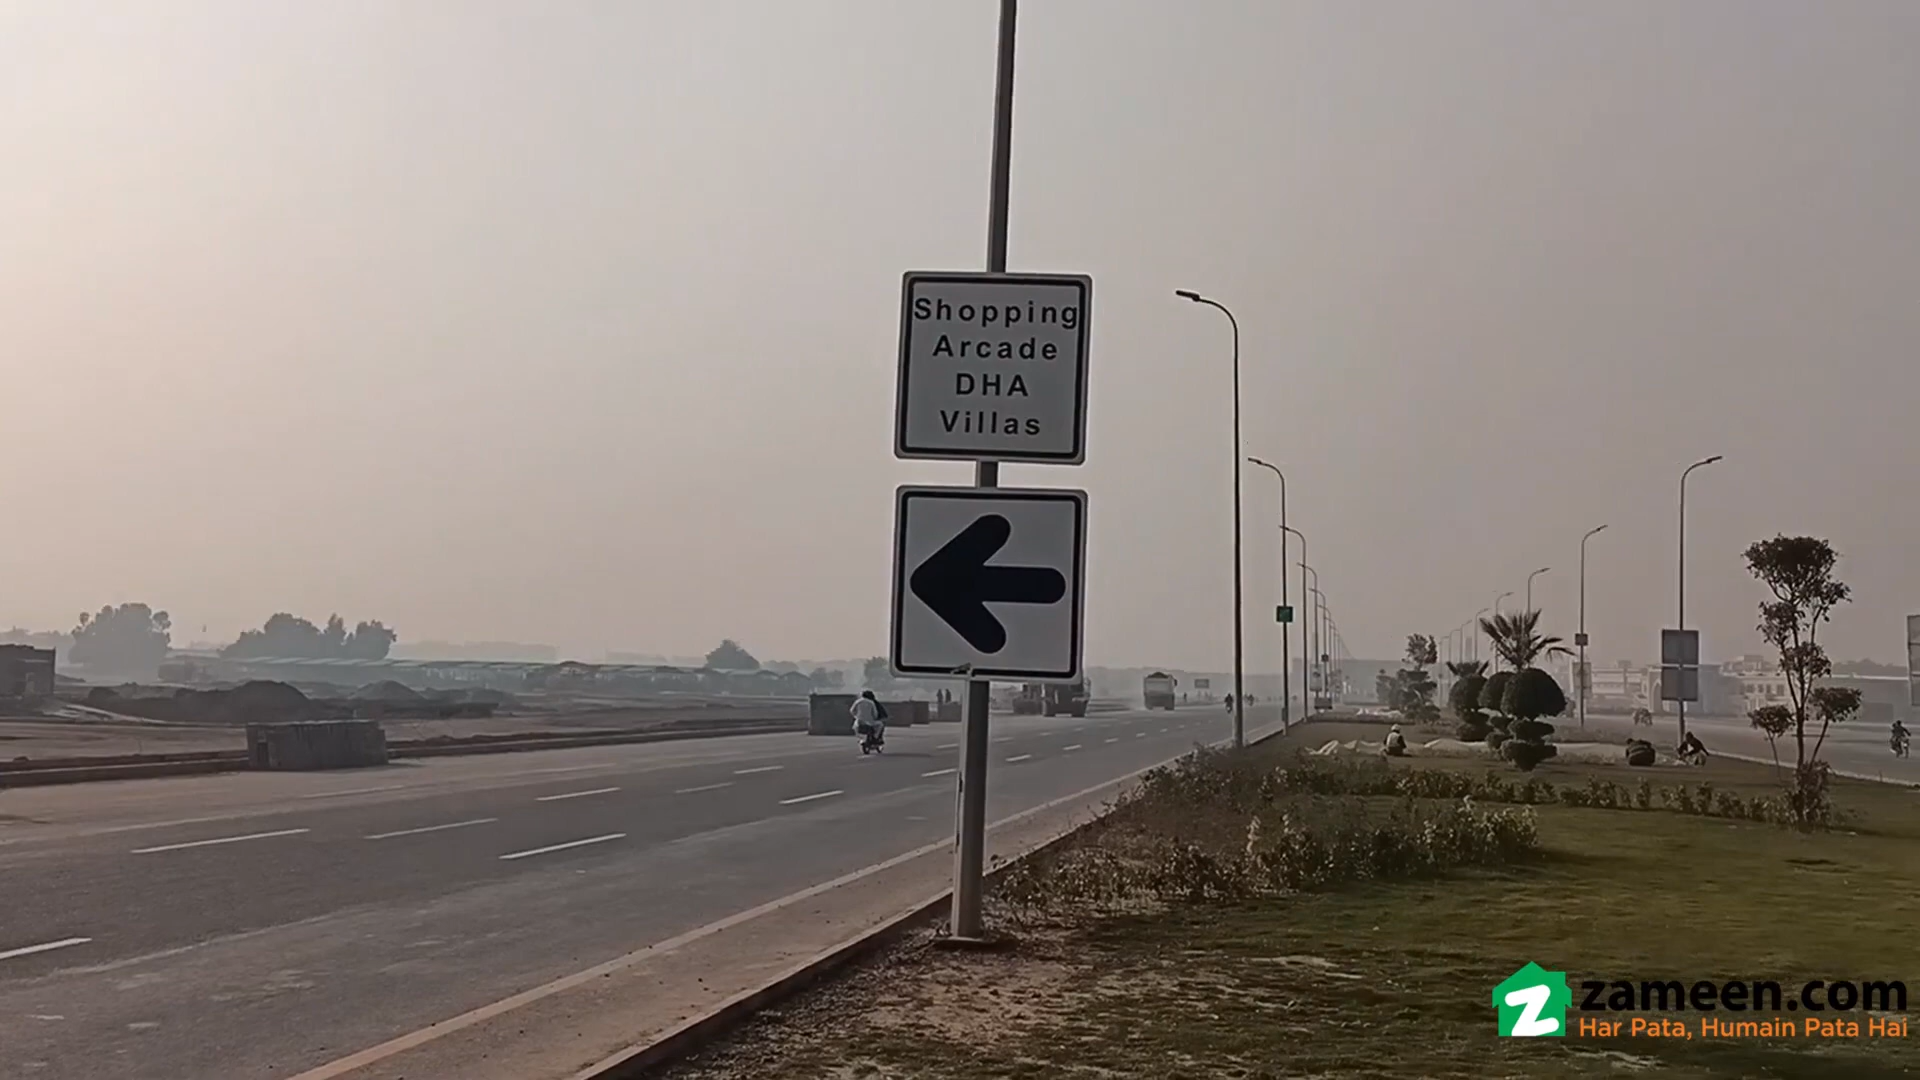 Shopping
Arcade
DHA
Villas
zameen.com
Har Pata, Humain Pata Hai